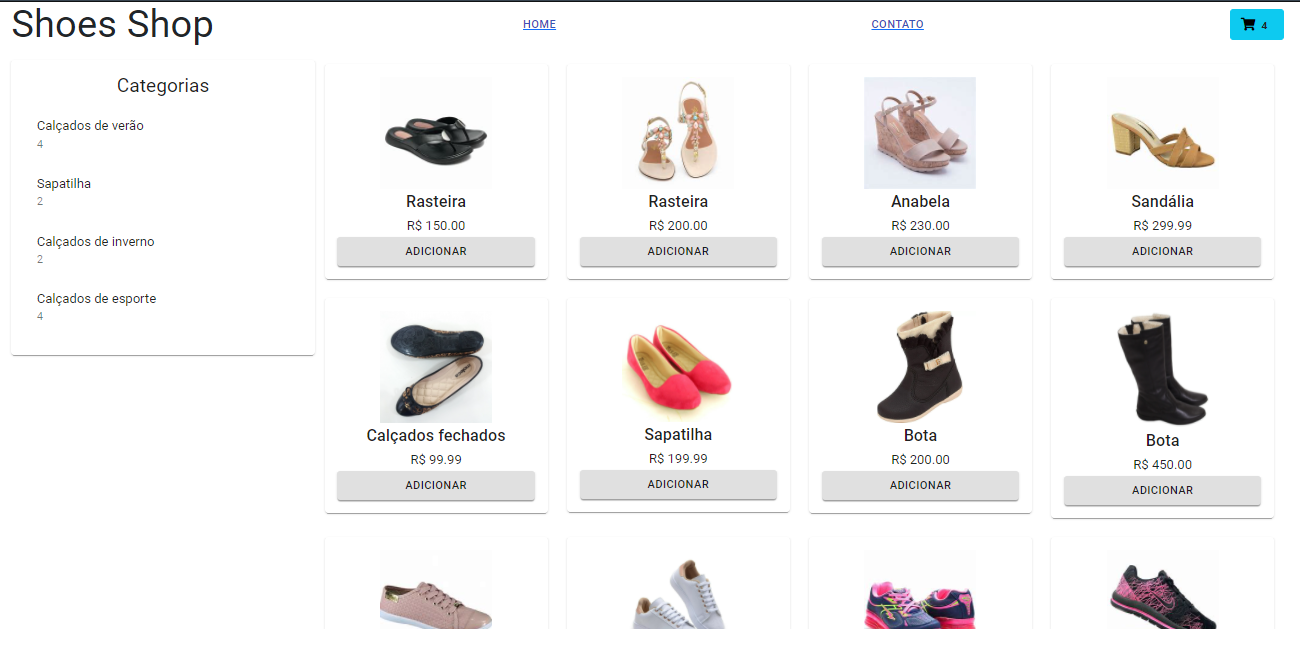 Shoes Shop
HOME
CONTATO
4
Categorias
Calçados de verão
4
Sapatilha
2
Calçados de inverno
2
Calçados de esporte
4
Rasteira
R$ 150.00
ADICIONAR
Rasteira
R$ 200.00
ADICIONAR
Anabela
R$ 230.00
ADICIONAR
Sandália
R$ 299.99
ADICIONAR
Calçados fechados
R$ 99.99
ADICIONAR
Sapatilha
R$ 199.99
ADICIONAR
Bota
R$ 200.00
ADICIONAR
Bota
R$ 450.00
ADICIONAR